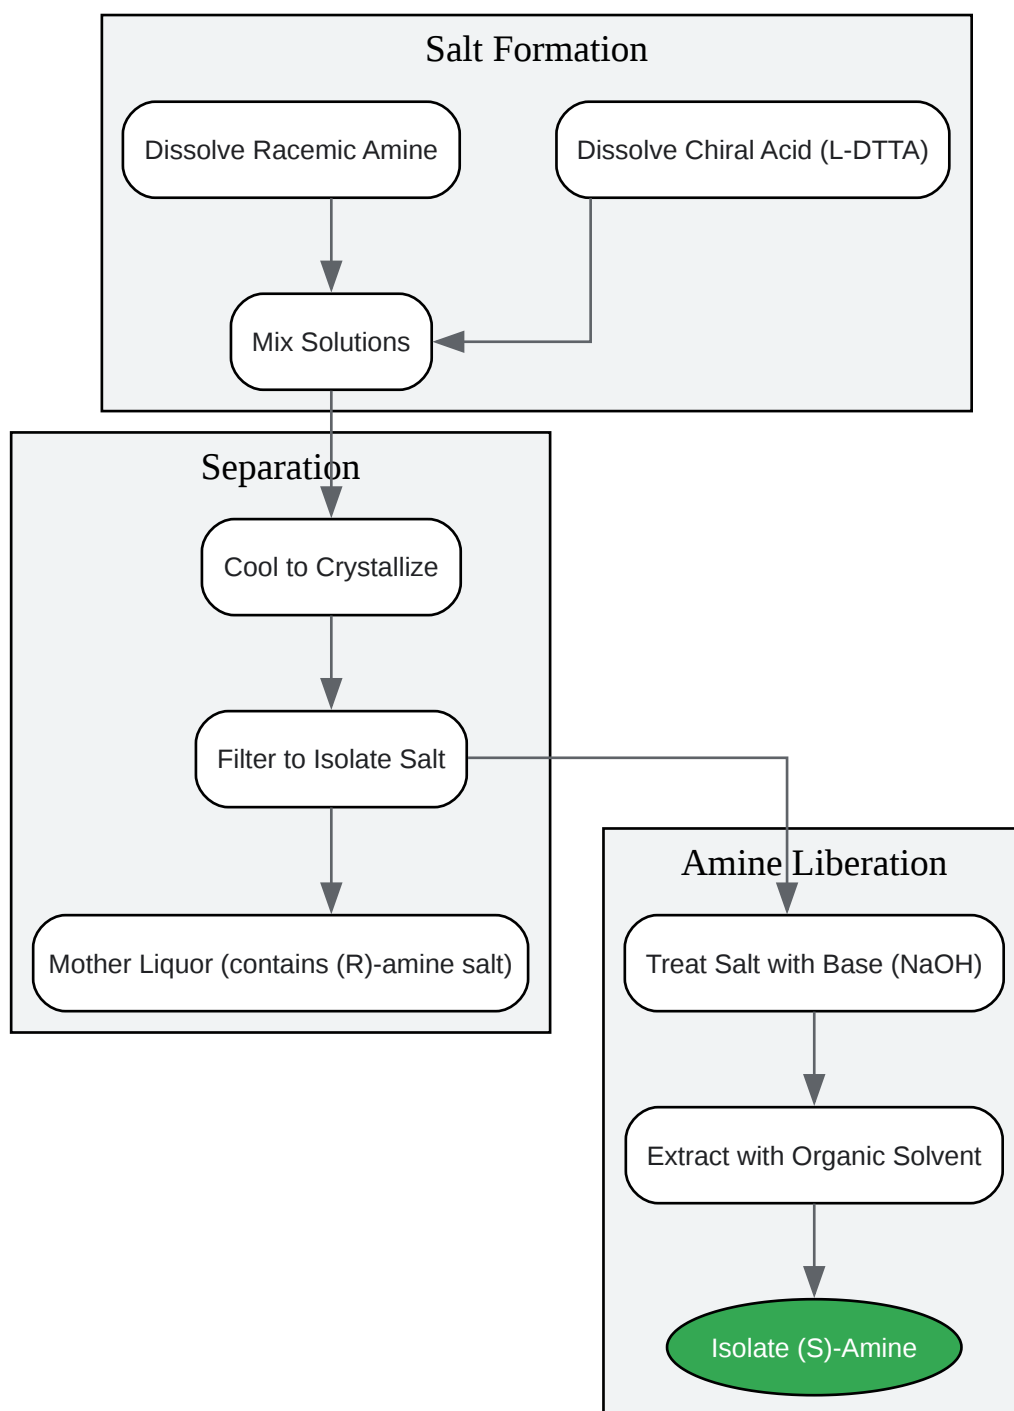 Salt Formation
Dissolve Racemic Amine
Dissolve Chiral Acid (L-DTTA)
Mix Solutions
Separation
Cool to Crystallize
Filter to Isolate Salt
Mother Liquor (contains (R)-amine salt)
Amine Liberation
Treat Salt with Base (NaOH)
Extract with Organic Solvent
Isolate (S)-Amine